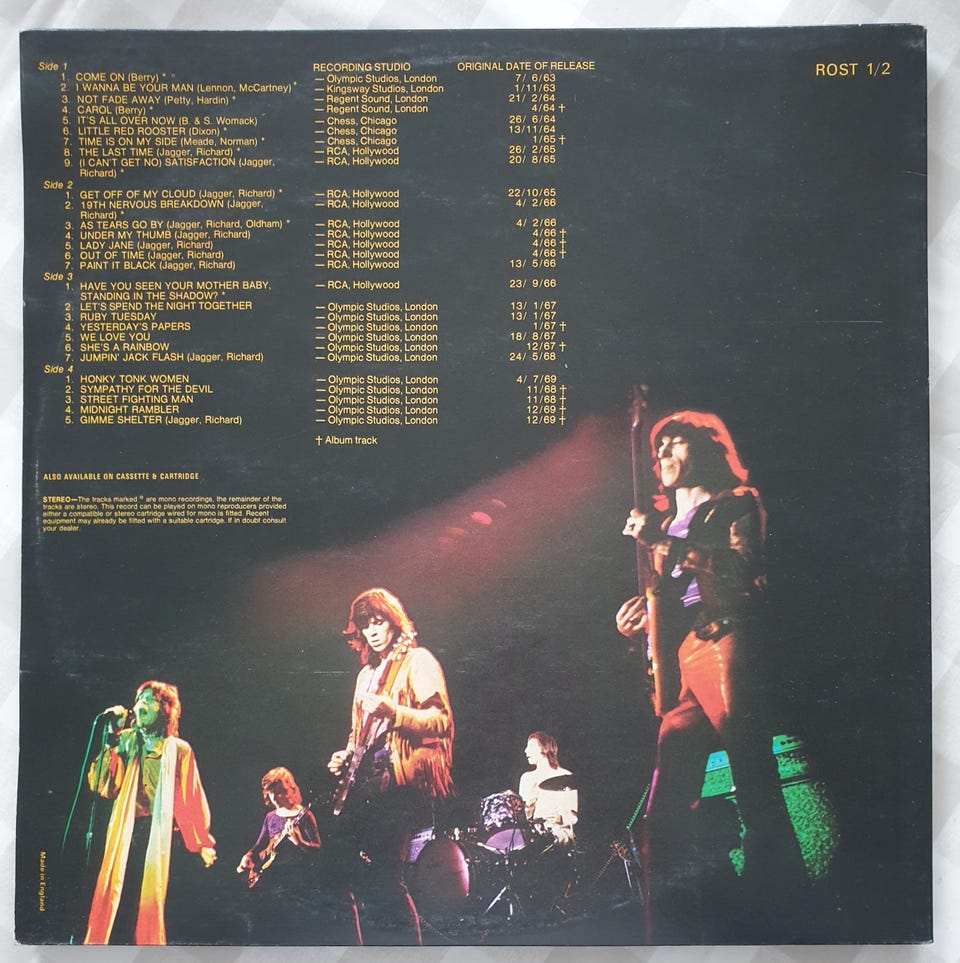 Side 1 RECORDING STUDIO ORIGINAL DATE OF RELEASE
ROST 1/2
1. COME ON (Berry) * — Olympic Studios, London 7/ 6/63
2. I WANNA BE YOUR MAN (Lennon, McCartney) * — Kingsway Studios, London 1/11/63
3. NOT FADE AWAY (Petty, Hardin) * — Regent Sound, London 21/ 2/64
4. CAROL (Berry) * — Regent Sound, London 4/64 †
5. IT'S ALL OVER NOW (B. & S. Womack) — Chess, Chicago 26/ 6/64
6. LITTLE RED ROOSTER (Dixon) * — Chess, Chicago 13/11/64
7. TIME IS ON MY SIDE (Meade, Norman) * — Chess, Chicago 1/65 †
8. THE LAST TIME (Jagger, Richard) * — RCA, Hollywood 26/ 2/65
9. (I CAN'T GET NO) SATISFACTION (Jagger, — RCA, Hollywood 20/ 8/65
Richard) *
Side 2
1. GET OFF OF MY CLOUD (Jagger, Richard) * — RCA, Hollywood 22/10/65
2. 19TH NERVOUS BREAKDOWN (Jagger, — RCA, Hollywood 4/ 2/66
Richard) *
3. AS TEARS GO BY (Jagger, Richard, Oldham) * — RCA, Hollywood 4/ 2/66
4. UNDER MY THUMB (Jagger, Richard) — RCA, Hollywood 4/66 †
5. LADY JANE (Jagger, Richard) — RCA, Hollywood 4/66 †
6. OUT OF TIME (Jagger, Richard) — RCA, Hollywood 4/66 †
7. PAINT IT BLACK (Jagger, Richard) — RCA, Hollywood 13/ 5/66
Side 3
1. HAVE YOU SEEN YOUR MOTHER BABY, — RCA, Hollywood 23/ 9/66
STANDING IN THE SHADOW? *
2. LET'S SPEND THE NIGHT TOGETHER — Olympic Studios, London 13/ 1/67
3. RUBY TUESDAY — Olympic Studios, London 13/ 1/67
4. YESTERDAY'S PAPERS — Olympic Studios, London 1/67 †
5. WE LOVE YOU — Olympic Studios, London 18/ 8/67
6. SHE'S A RAINBOW — Olympic Studios, London 12/67 †
7. JUMPIN' JACK FLASH (Jagger, Richard) — Olympic Studios, London 24/ 5/68
Side 4
1. HONKY TONK WOMEN — Olympic Studios, London 4/ 7/69
2. SYMPATHY FOR THE DEVIL — Olympic Studios, London 11/68 †
3. STREET FIGHTING MAN — Olympic Studios, London 11/68 †
4. MIDNIGHT RAMBLER — Olympic Studios, London 12/69 †
5. GIMME SHELTER (Jagger, Richard) — Olympic Studios, London 12/69 †
† Album track
ALSO AVAILABLE ON CASSETTE & CARTRIDGE
STEREO—The tracks marked * are mono recordings, the remainder of the
tracks are stereo. This record can be played on mono reproducers provided
either a compatible or stereo cartridge wired for mono is fitted. Recent
equipment may already be fitted with a suitable cartridge. If in doubt consult
your dealer.
Made in England